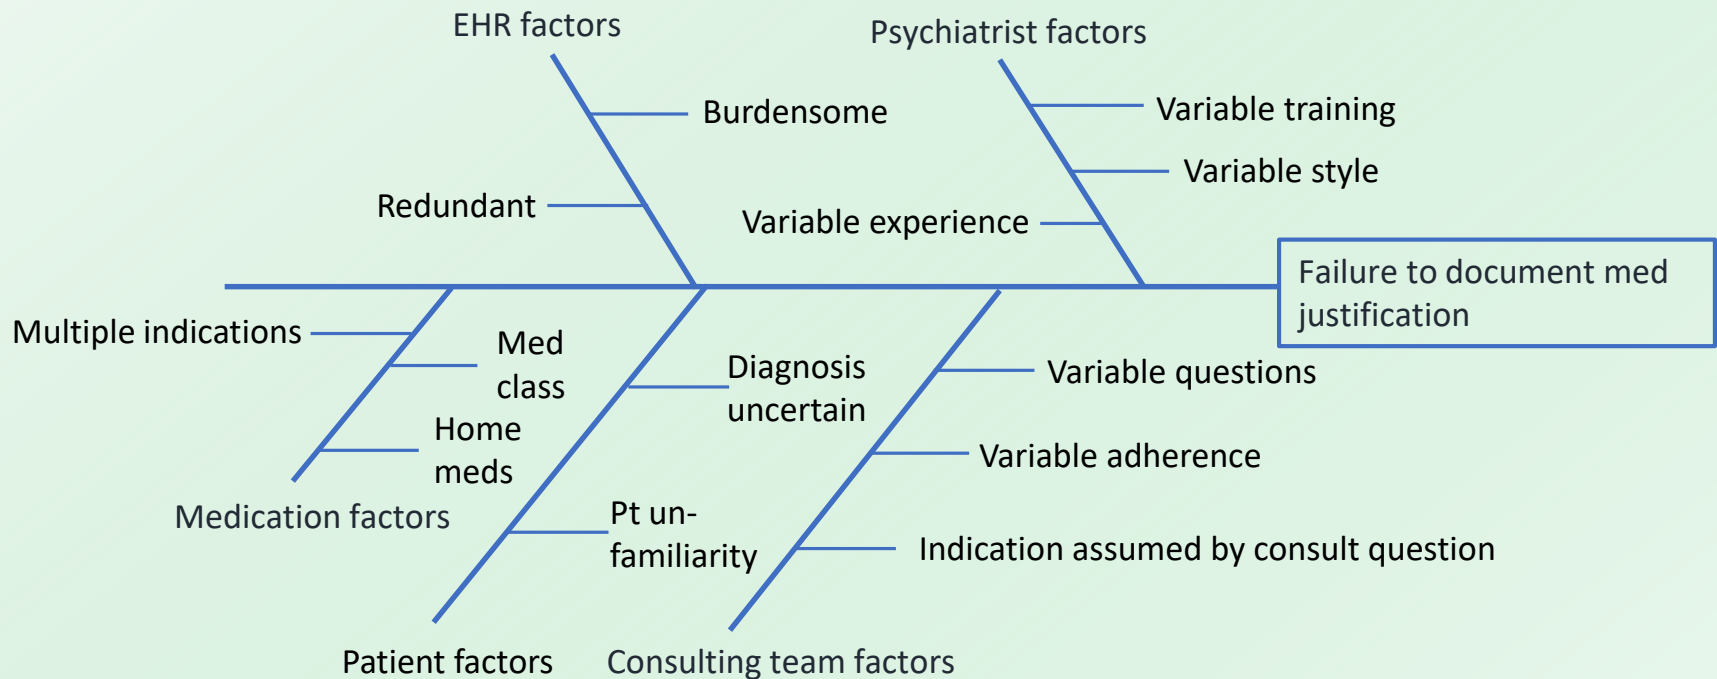 EHR factors
Psychiatrist factors
Burdensome
Variable training
Variable style
Redundant
Variable experience
Failure to document med
justification
Multiple indications
Med
class
Diagnosis
uncertain
Variable questions
Home
meds
Variable adherence
Medication factors
Pt un-
familiarity
Indication assumed by consult question
Patient factors
Consulting team factors